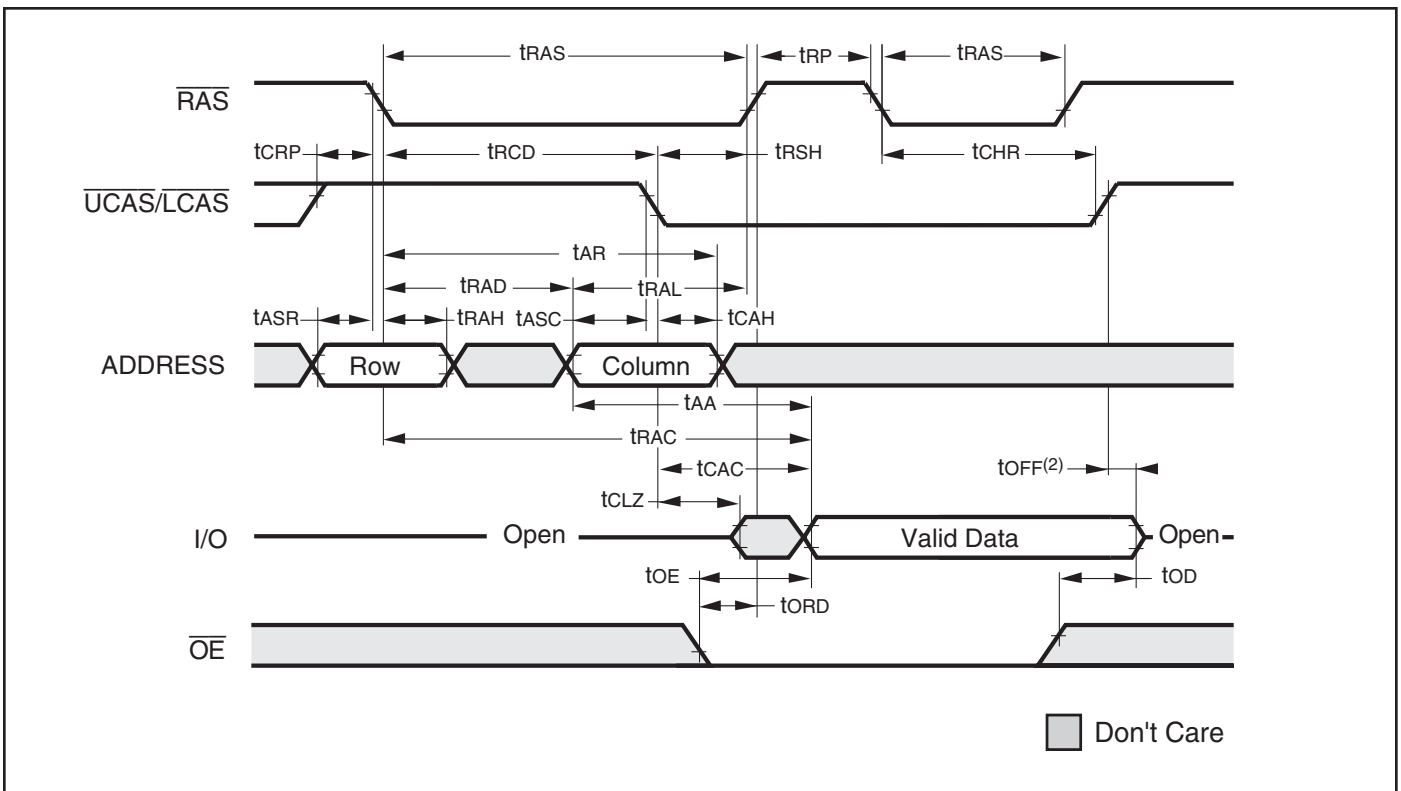 tRAS tRP tRAS
RAS
tCRP tRCD tRSH tCHR
UCAS/LCAS
tAR
tRAD tRAL
tASR tRAH tASC tCAH
ADDRESS Row Column
tAA
tRAC
tCAC tOFF(2)
tCLZ
I/O Open Valid Data Open
tOE tOD
tORD
OE
Don't Care